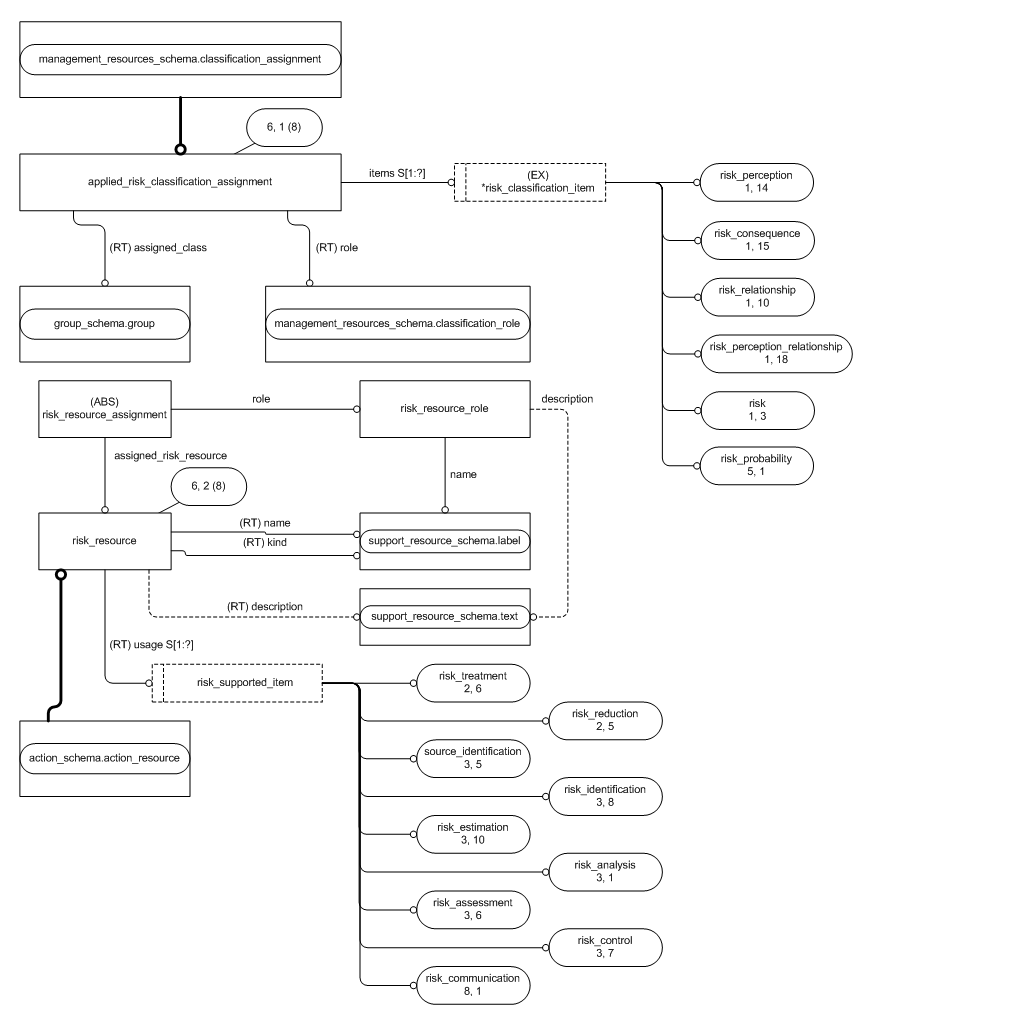 management_resources_schema.classification_assignment
6, 1 (8)
applied_risk_classification_assignment
items S[1:?]
(EX)
*risk_classification_item
risk_perception
1, 14
risk_consequence
1, 15
risk_relationship
1, 10
risk_perception_relationship
1, 18
risk
1, 3
risk_probability
5, 1
(RT) assigned_class
(RT) role
group_schema.group
management_resources_schema.classification_role
(ABS)
risk_resource_assignment
role
risk_resource_role
description
assigned_risk_resource
name
6, 2 (8)
risk_resource
(RT) name
(RT) kind
support_resource_schema.label
(RT) description
support_resource_schema.text
(RT) usage S[1:?]
risk_supported_item
action_schema.action_resource
risk_treatment
2, 6
risk_reduction
2, 5
source_identification
3, 5
risk_identification
3, 8
risk_estimation
3, 10
risk_analysis
3, 1
risk_assessment
3, 6
risk_control
3, 7
risk_communication
8, 1